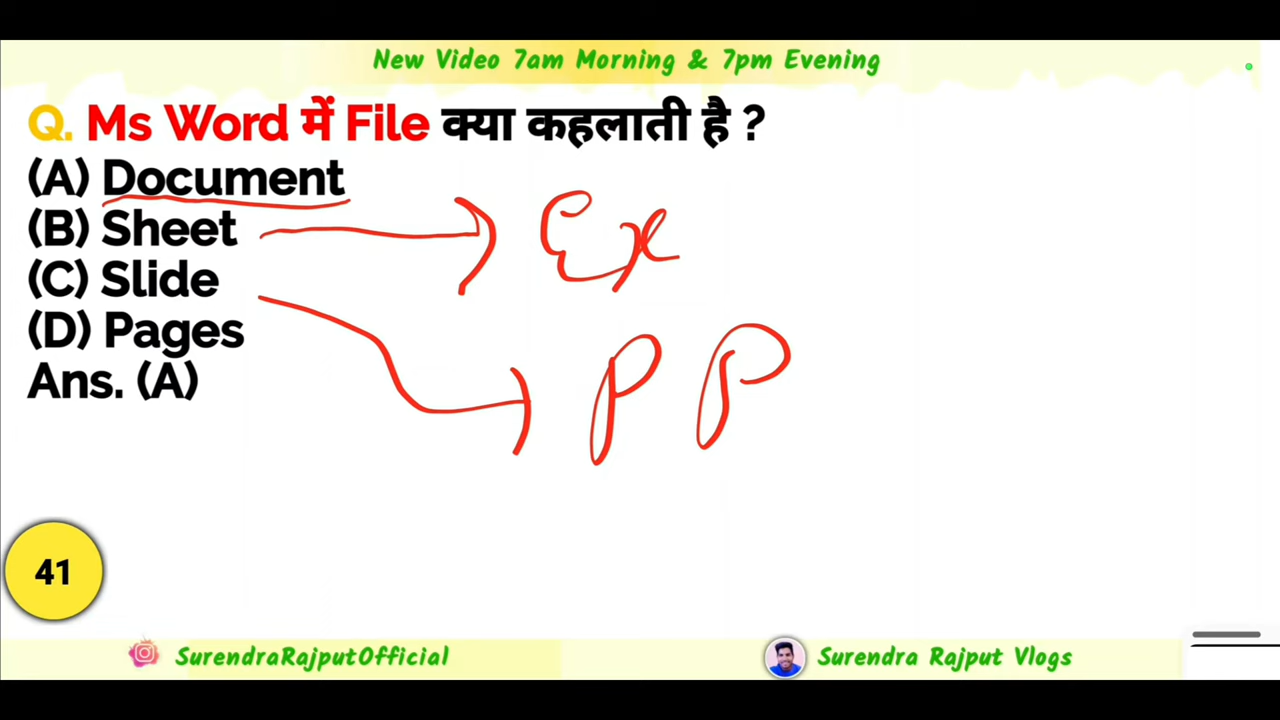 New Video 7am Morning & 7pm Evening
Q. Ms Word में File क्या कहलाती है ?
(A) Document
(B) Sheet
Ex
(C) Slide
(D) Pages
PP
Ans. (A)
41
SurendraRajputOfficial
Surendra Rajput Vlogs